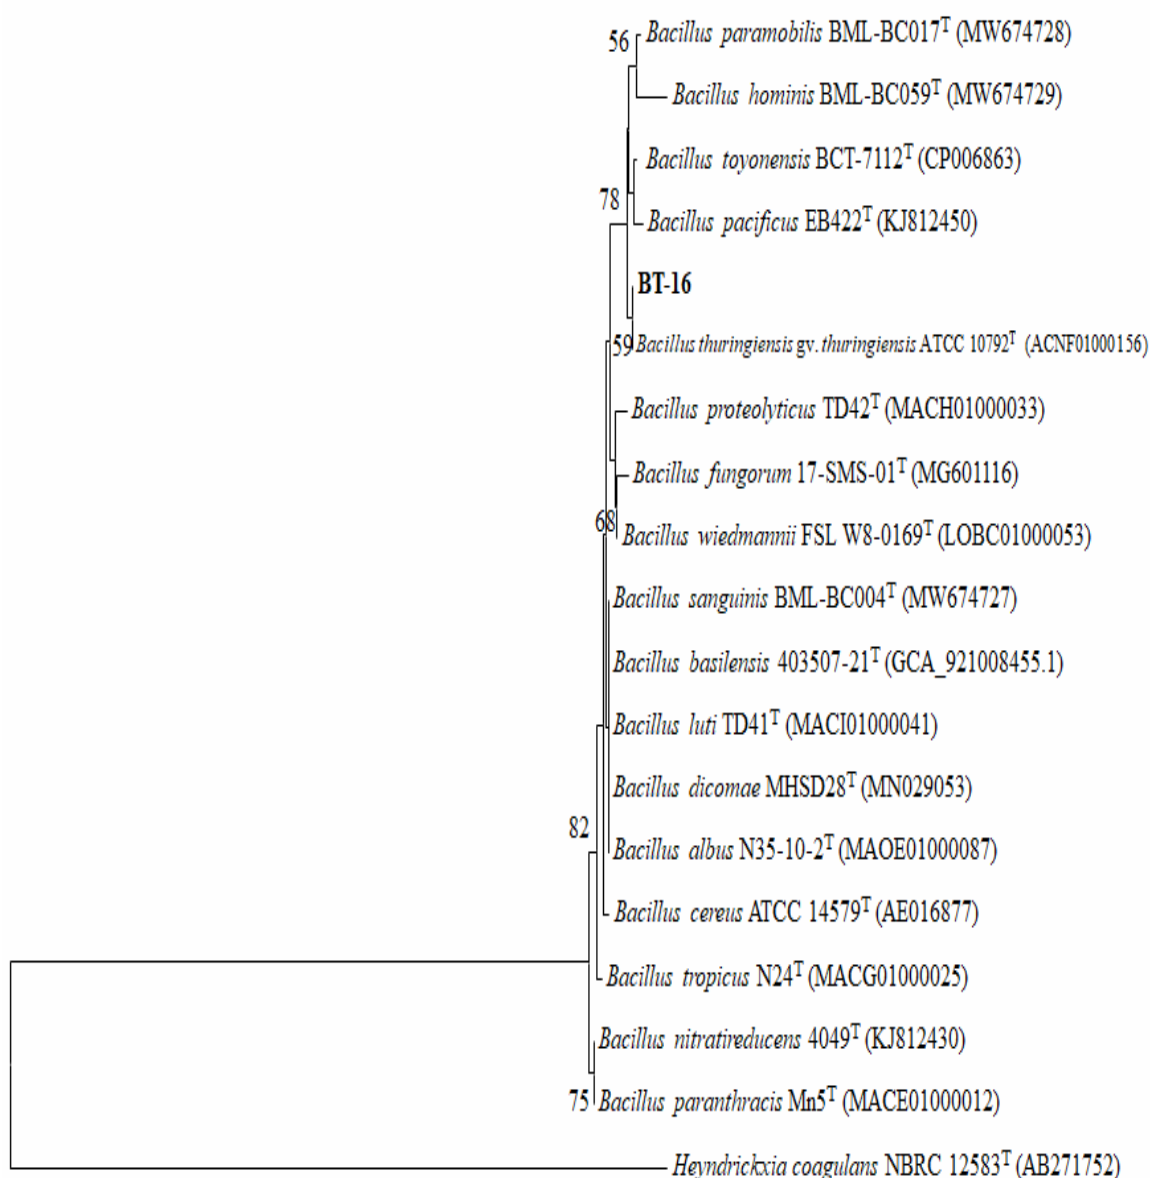 56
Bacillus paramobilis BML-BC017ᵀ (MW674728)
Bacillus hominis BML-BC059ᵀ (MW674729)
Bacillus toyonensis BCT-7112ᵀ (CP006863)
78
Bacillus pacificus EB422ᵀ (KJ812450)
BT-16
59 Bacillus thuringiensis gv. thuringiensis ATCC 10792ᵀ (ACNF01000156)
Bacillus proteolyticus TD42ᵀ (MACH01000033)
Bacillus fungorum 17-SMS-01ᵀ (MG601116)
68
Bacillus wiedmannii FSL W8-0169ᵀ (LOBC01000053)
Bacillus sanguinis BML-BC004ᵀ (MW674727)
Bacillus basilensis 403507-21ᵀ (GCA_921008455.1)
Bacillus luti TD41ᵀ (MACI01000041)
Bacillus dicomae MHSD28ᵀ (MN029053)
82
Bacillus albus N35-10-2ᵀ (MAOE01000087)
Bacillus cereus ATCC 14579ᵀ (AE016877)
Bacillus tropicus N24ᵀ (MACG01000025)
Bacillus nitratireducens 4049ᵀ (KJ812430)
75 Bacillus paranthracis Mn5ᵀ (MACE01000012)
Heyndrickxia coagulans NBRC 12583ᵀ (AB271752)